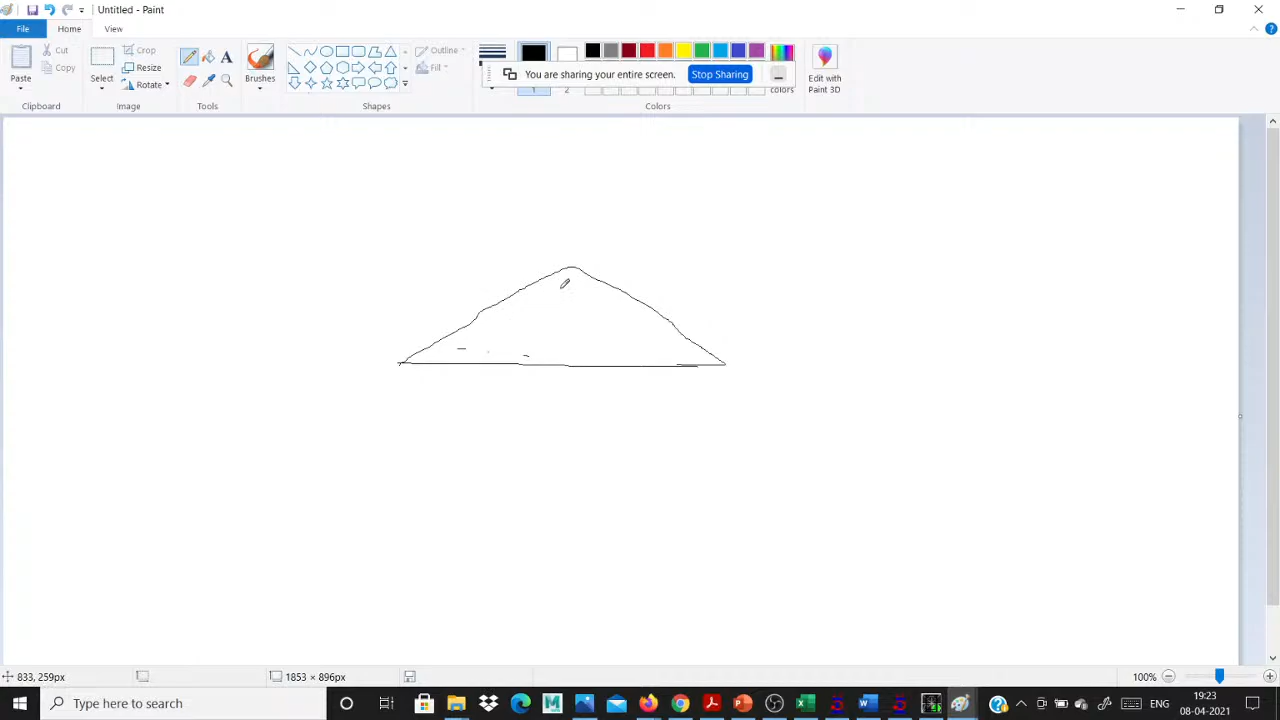 Untitled - Paint
File Home View
Paste
Cut
Copy
Clipboard
Select
Crop
Resize
Rotate
Image
Tools
Brushes
Shapes
Outline
Fill
1
2
Colors
colors
Edit with
Paint 3D
You are sharing your entire screen. Stop Sharing
833, 259px
1853 × 896px
100%
Type here to search
ENG
19:23
08-04-2021